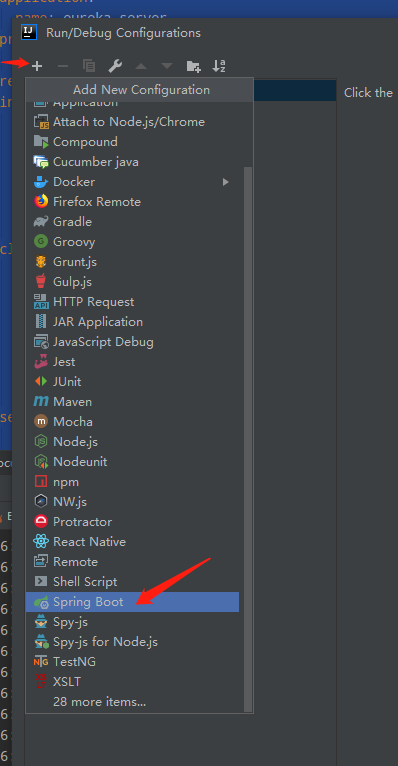 application:
name: eureka-server
Run/Debug Configurations
Add New Configuration
Click the
Application
Attach to Node.js/Chrome
Compound
Cucumber java
Docker
Firefox Remote
Gradle
Groovy
Grunt.js
Gulp.js
HTTP Request
JAR Application
JavaScript Debug
Jest
JUnit
Maven
Mocha
Node.js
Nodeunit
npm
NW.js
Protractor
React Native
Remote
Shell Script
Spring Boot
Spy-js
Spy-js for Node.js
TestNG
XSLT
28 more items...